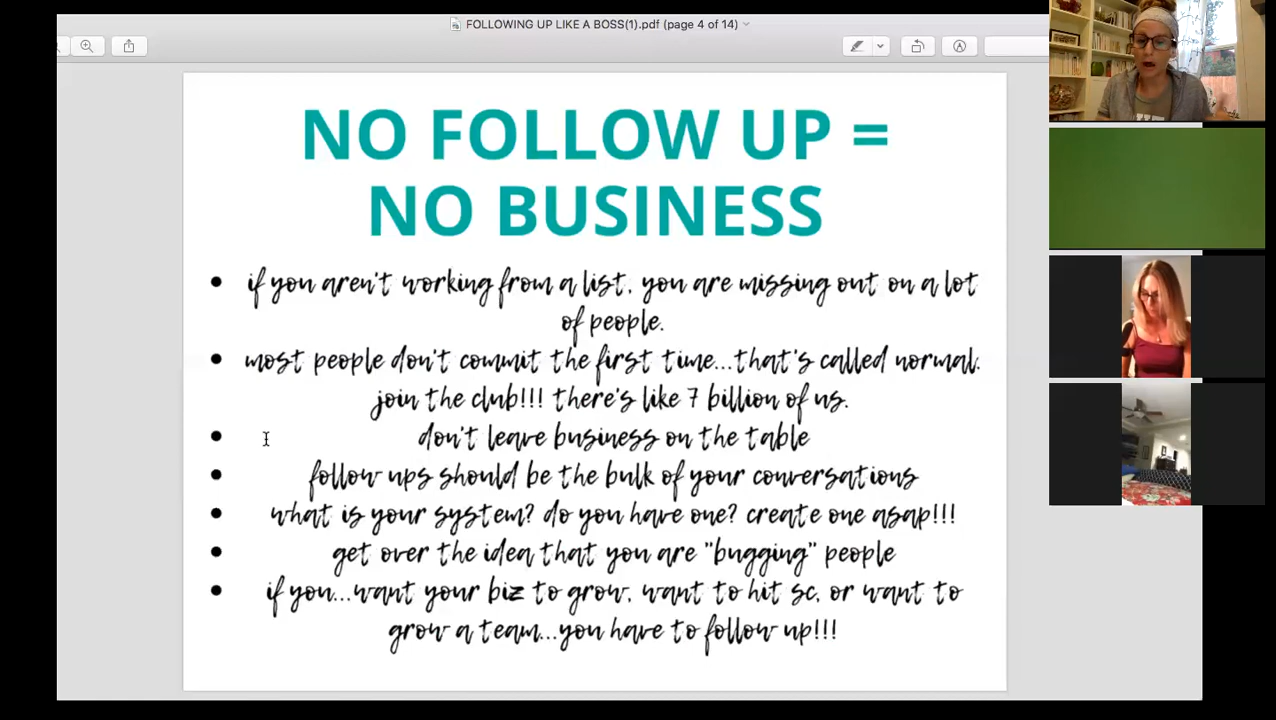 FOLLOWING UP LIKE A BOSS(1).pdf (page 4 of 14)
NO FOLLOW UP =
NO BUSINESS
if you aren't working from a list, you are missing out on a lot
of people.
most people don't commit the first time...that's called normal.
join the club!!! there's like 7 billion of us.
don't leave business on the table
follow ups should be the bulk of your conversations
what is your system? do you have one? create one asap!!!
get over the idea that you are "bugging" people
if you...want your biz to grow, want to hit sc, or want to
grow a team...you have to follow up!!!